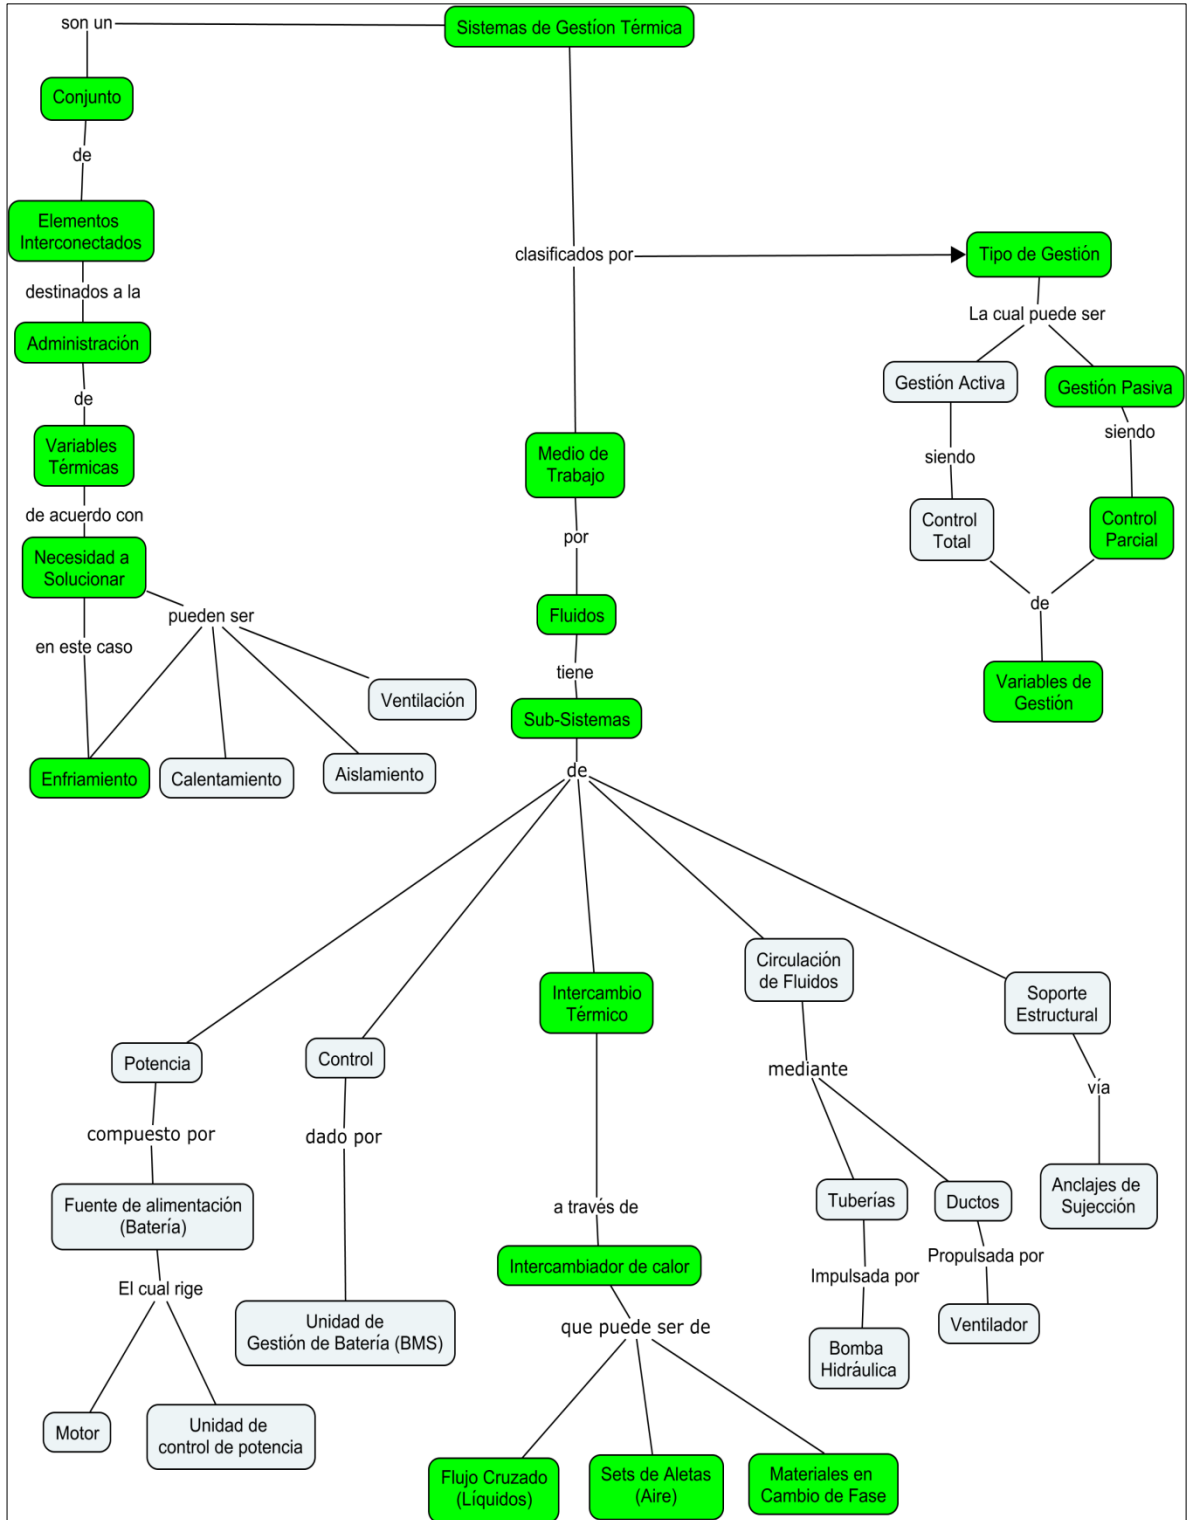 son un
Sistemas de Gestíon Térmica
Conjunto
de
Elementos
Interconectados
destinados a la
Administración
de
Variables
Térmicas
de acuerdo con
Necesidad a
Solucionar
en este caso
pueden ser
Ventilación
Enfriamiento
Calentamiento
Aislamiento
clasificados por
Tipo de Gestión
La cual puede ser
Gestión Activa
Gestión Pasiva
siendo
siendo
Control
Total
Control
Parcial
de
Variables de
Gestión
Medio de
Trabajo
por
Fluidos
tiene
Sub-Sistemas
de
Potencia
compuesto por
Fuente de alimentación
(Batería)
El cual rige
Motor
Unidad de
control de potencia
Control
dado por
Unidad de
Gestión de Batería (BMS)
Intercambio
Térmico
a través de
Intercambiador de calor
que puede ser de
Flujo Cruzado
(Líquidos)
Sets de Aletas
(Aire)
Materiales en
Cambio de Fase
Circulación
de Fluidos
mediante
Tuberías
Impulsada por
Bomba
Hidráulica
Ductos
Propulsada por
Ventilador
Soporte
Estructural
vía
Anclajes de
Sujección